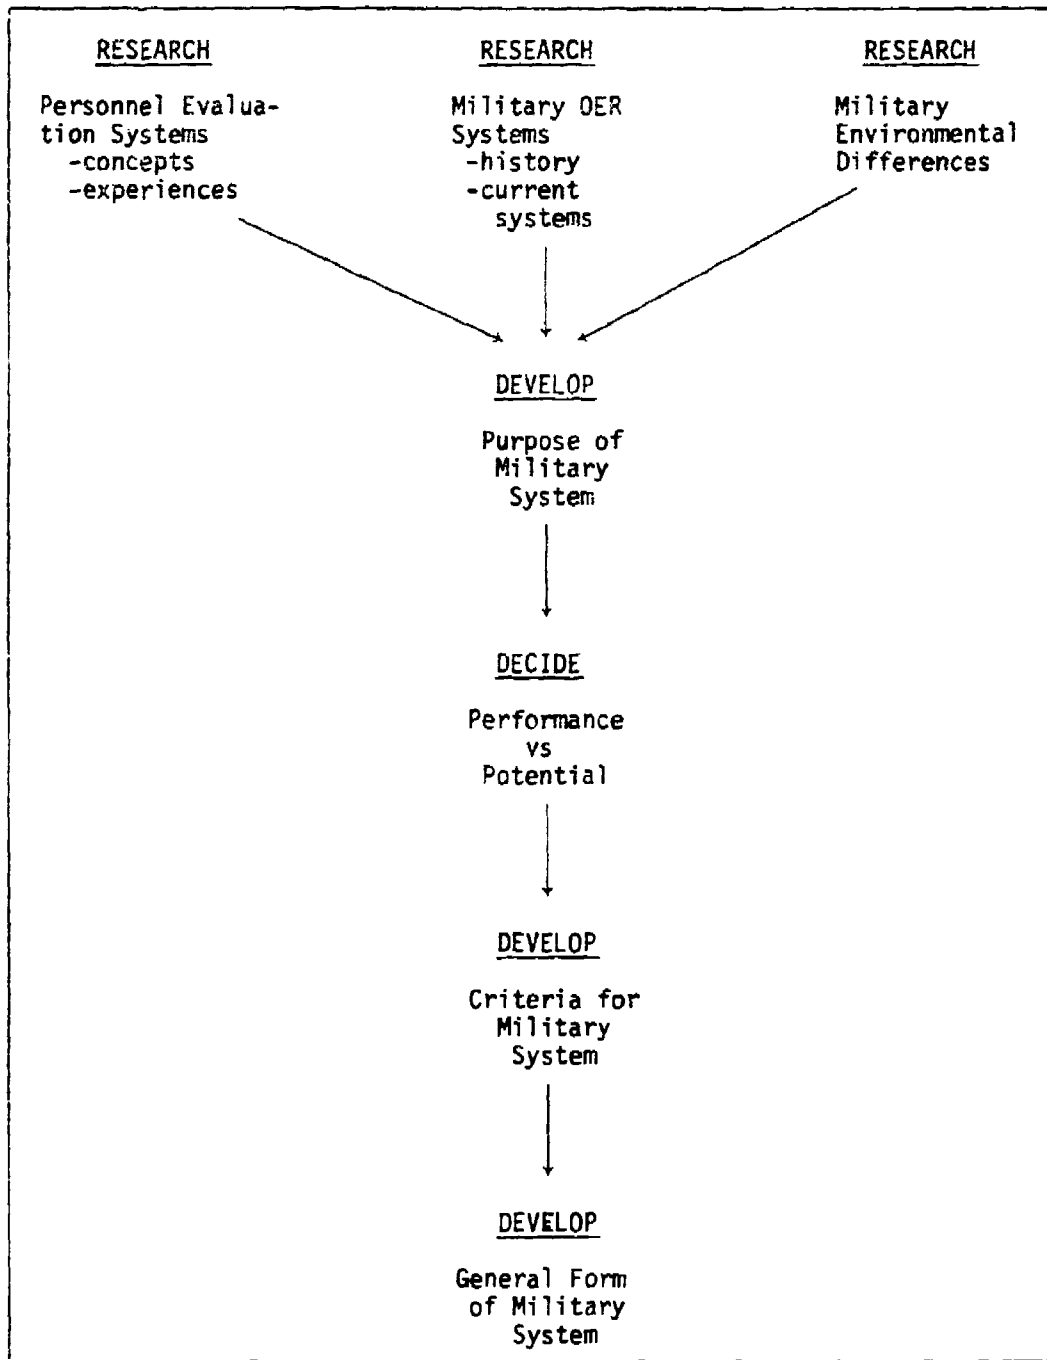 RESEARCH
Personnel Evalua-
tion Systems
-concepts
-experiences
RESEARCH
Military OER
Systems
-history
-current
systems
RESEARCH
Military
Environmental
Differences
DEVELOP
Purpose of
Military
System
DECIDE
Performance
vs
Potential
DEVELOP
Criteria for
Military
System
DEVELOP
General Form
of Military
System